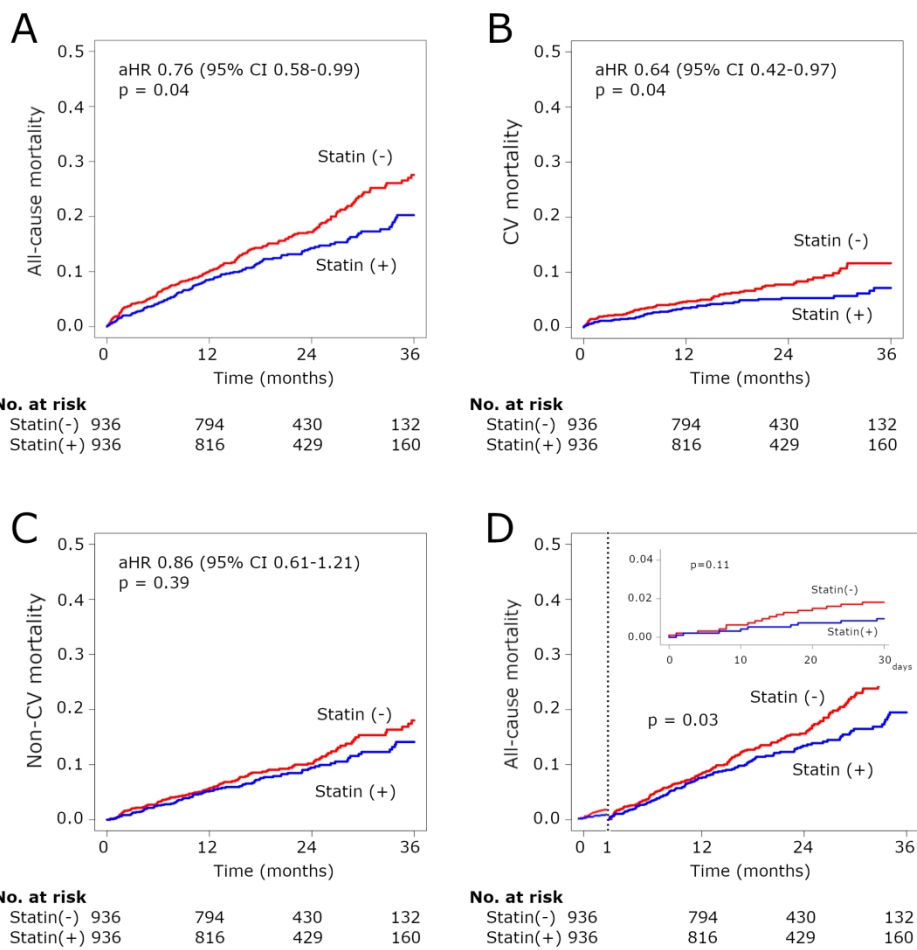 A
aHR 0.76 (95% CI 0.58-0.99)
p = 0.04
All-cause mortality
0.5
0.4
0.3
0.2
0.1
0.0
Statin (-)
Statin (+)
0 12 24 36
Time (months)
No. at risk
Statin(-) 936 794 430 132
Statin(+) 936 816 429 160
B
aHR 0.64 (95% CI 0.42-0.97)
p = 0.04
CV mortality
0.5
0.4
0.3
0.2
0.1
0.0
Statin (-)
Statin (+)
0 12 24 36
Time (months)
No. at risk
Statin(-) 936 794 430 132
Statin(+) 936 816 429 160
C
aHR 0.86 (95% CI 0.61-1.21)
p = 0.39
Non-CV mortality
0.5
0.4
0.3
0.2
0.1
0.0
Statin (-)
Statin (+)
0 12 24 36
Time (months)
No. at risk
Statin(-) 936 794 430 132
Statin(+) 936 816 429 160
D
All-cause mortality
0.5
0.4
0.3
0.2
0.1
0.0
0.04
0.02
0.00
p=0.11
Statin(-)
Statin(+)
0 10 20 30 days
Statin (-)
p = 0.03
Statin (+)
0 1 12 24 36
Time (months)
No. at risk
Statin(-) 936 794 430 132
Statin(+) 936 816 429 160